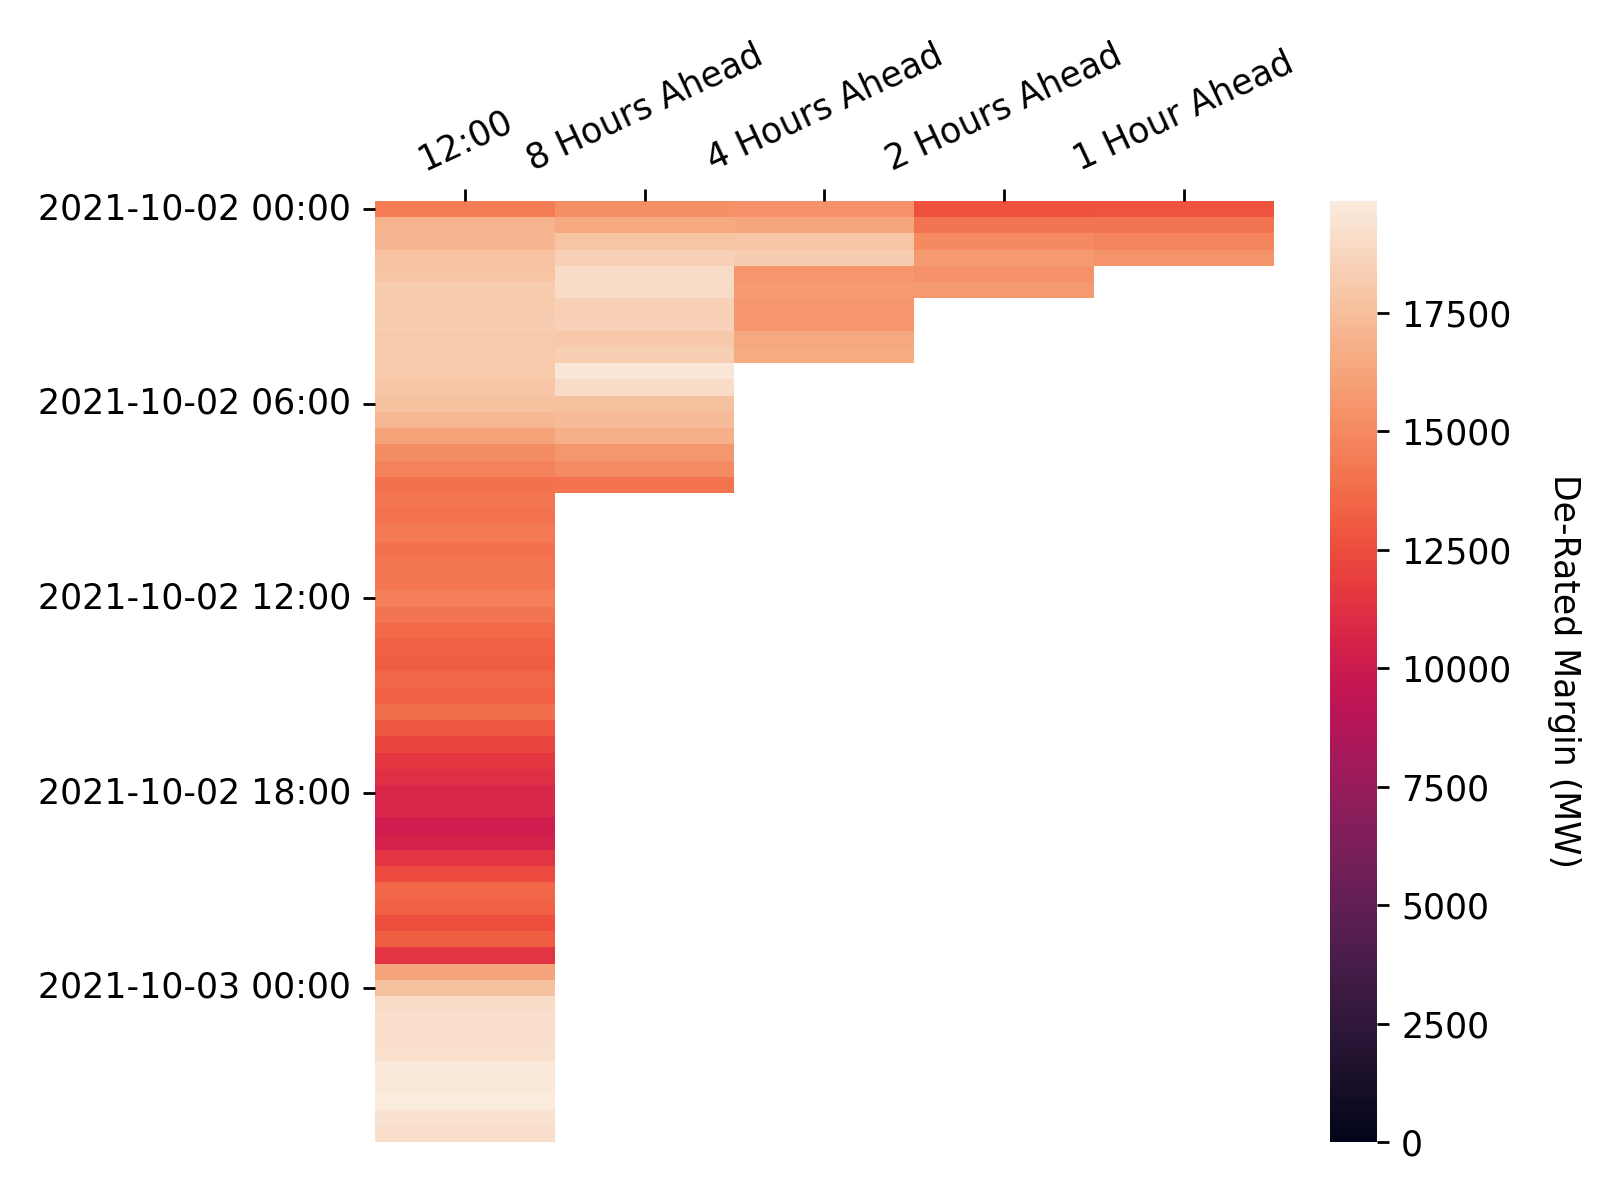 12:00
8 Hours Ahead
4 Hours Ahead
2 Hours Ahead
1 Hour Ahead
2021-10-02 00:00
2021-10-02 06:00
2021-10-02 12:00
2021-10-02 18:00
2021-10-03 00:00
17500
15000
12500
10000
7500
5000
2500
0
De-Rated Margin (MW)